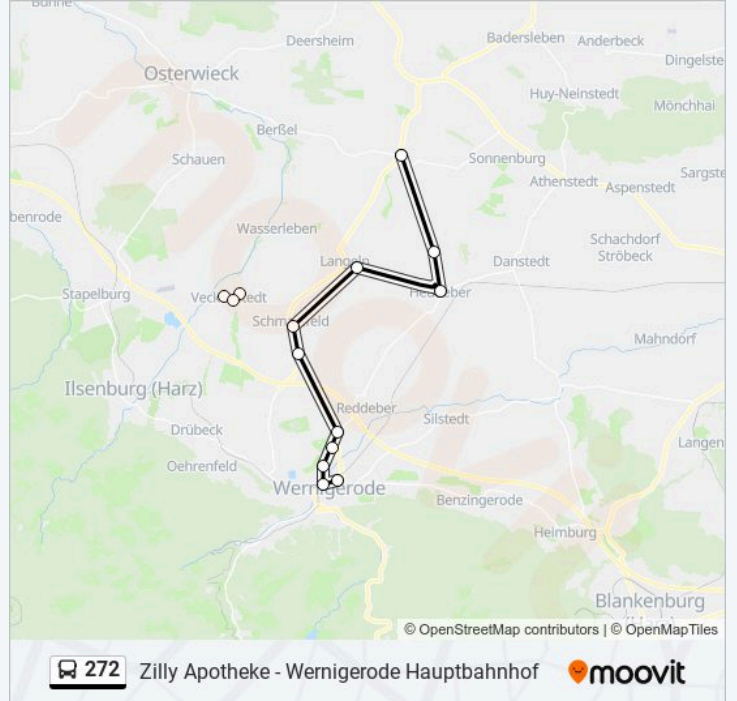 Deersheim
Badersleben
Anderbeck
Dingelste
Osterwieck
Huy-Neinstedt
Mönchhai
Berßel
Schauen
Sonnenburg
Athenstedt
Aspenstedt
Sargste
benrode
Wasserleben
Schachdorf
Ströbeck
Langeln
Danstedt
Stapelburg
Mahndorf
Ilsenburg (Harz)
Reddeber
Silstedt
Drübeck
Langen
Oehrenfeld
Wernigerode
Benzingerode
Heimburg
Blankenburg
© OpenStreetMap contributors | © OpenMapTiles
272 Zilly Apotheke - Wernigerode Hauptbahnhof
moovit